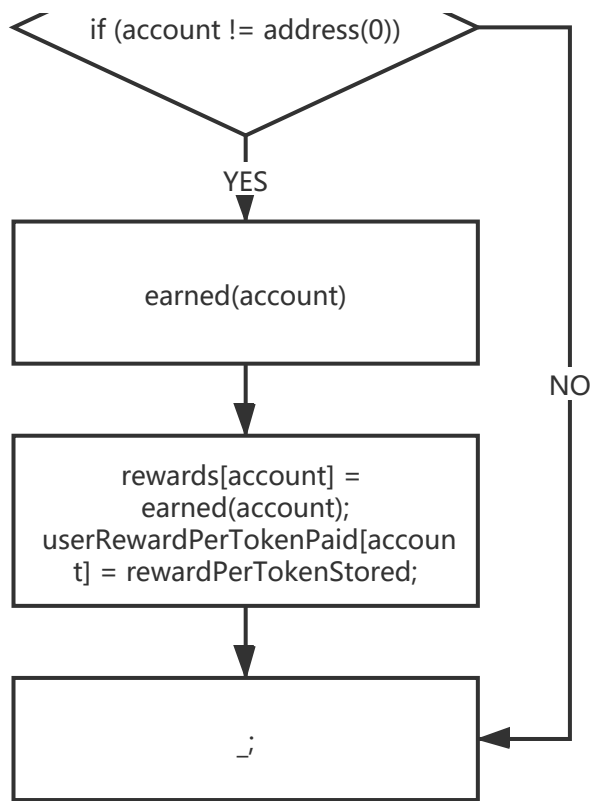 if (account != address(0))
YES
earned(account)
NO
rewards[account] =
earned(account);
userRewardPerTokenPaid[accoun
t] = rewardPerTokenStored;
_;